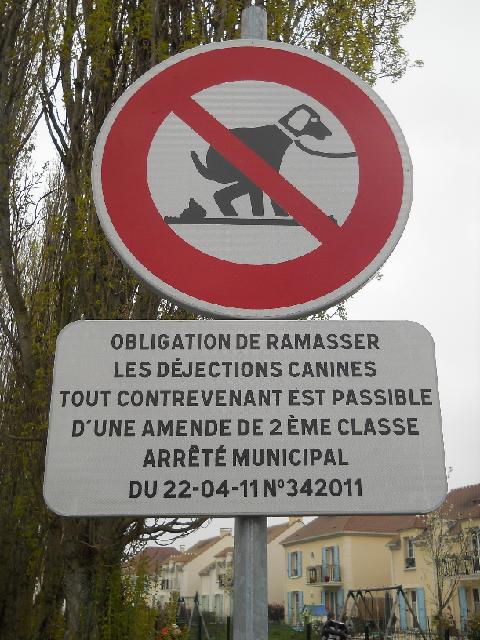 OBLIGATION DE RAMASSER
LES DÉJECTIONS CANINES
TOUT CONTREVENANT EST PASSIBLE
D'UNE AMENDE DE 2 ÈME CLASSE
ARRÊTÉ MUNICIPAL
DU 22-04-11 N°342011